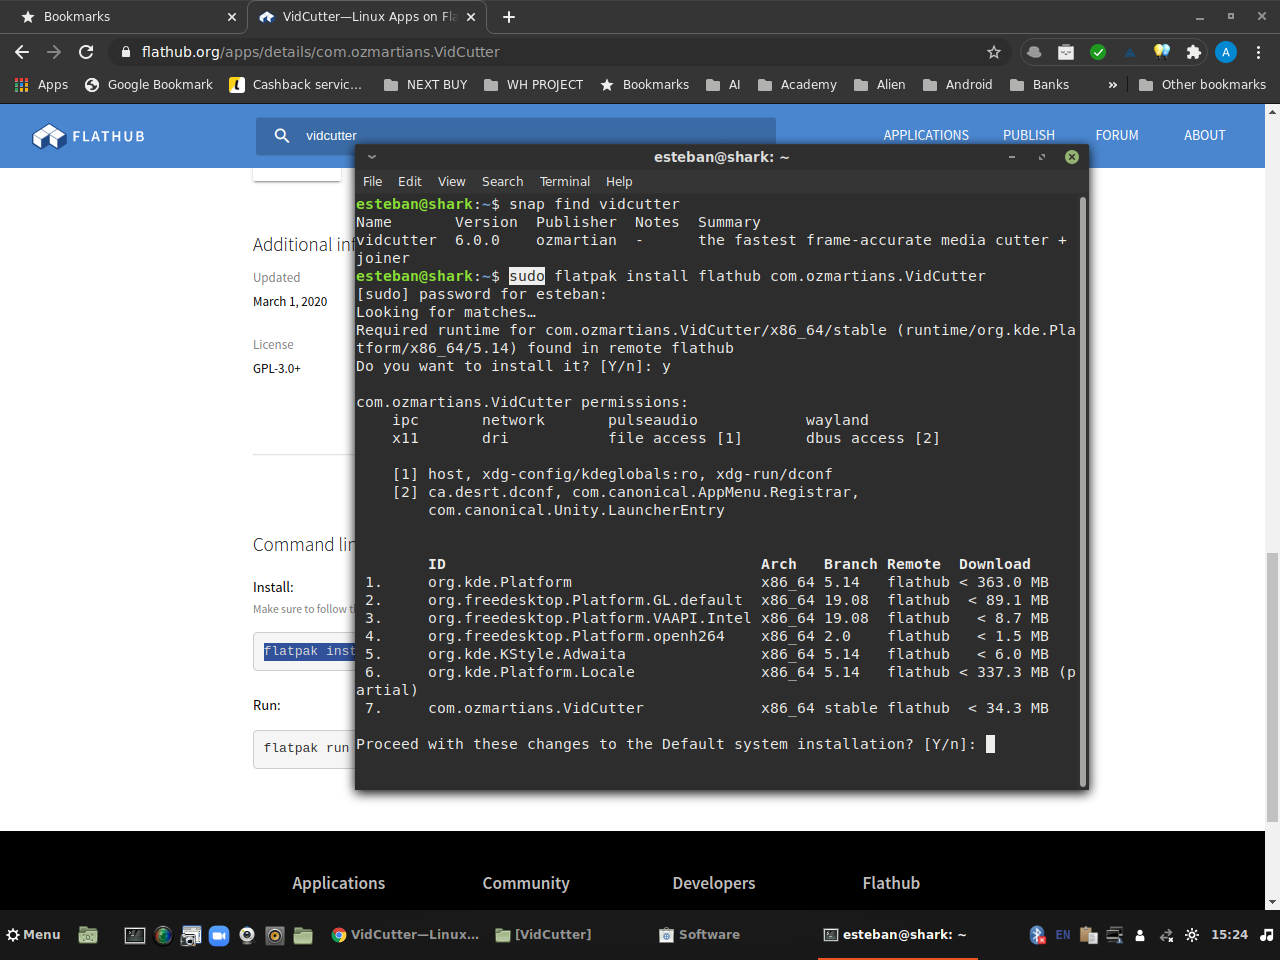 Bookmarks
VidCutter—Linux Apps on Fla
flathub.org/apps/details/com.ozmartians.VidCutter
A
Apps
Google Bookmark
Cashback servic…
NEXT BUY
WH PROJECT
Bookmarks
AI
Academy
Alien
Android
Banks
»
Other bookmarks
FLATHUB
vidcutter
APPLICATIONS
PUBLISH
FORUM
ABOUT
Additional inf
Updated
March 1, 2020
License
GPL-3.0+
Command lin
Install:
Make sure to follow th
flatpak inst
Run:
flatpak run
esteban@shark: ~
File Edit View Search Terminal Help
esteban@shark:~$ snap find vidcutter
Name Version Publisher Notes Summary
vidcutter 6.0.0 ozmartian - the fastest frame-accurate media cutter +
joiner
esteban@shark:~$ sudo flatpak install flathub com.ozmartians.VidCutter
[sudo] password for esteban:
Looking for matches…
Required runtime for com.ozmartians.VidCutter/x86_64/stable (runtime/org.kde.Pla
tform/x86_64/5.14) found in remote flathub
Do you want to install it? [Y/n]: y
com.ozmartians.VidCutter permissions:
ipc network pulseaudio wayland
x11 dri file access [1] dbus access [2]
[1] host, xdg-config/kdeglobals:ro, xdg-run/dconf
[2] ca.desrt.dconf, com.canonical.AppMenu.Registrar,
com.canonical.Unity.LauncherEntry
ID Arch Branch Remote Download
1. org.kde.Platform x86_64 5.14 flathub < 363.0 MB
2. org.freedesktop.Platform.GL.default x86_64 19.08 flathub < 89.1 MB
3. org.freedesktop.Platform.VAAPI.Intel x86_64 19.08 flathub < 8.7 MB
4. org.freedesktop.Platform.openh264 x86_64 2.0 flathub < 1.5 MB
5. org.kde.KStyle.Adwaita x86_64 5.14 flathub < 6.0 MB
6. org.kde.Platform.Locale x86_64 5.14 flathub < 337.3 MB (p
artial)
7. com.ozmartians.VidCutter x86_64 stable flathub < 34.3 MB
Proceed with these changes to the Default system installation? [Y/n]:
Applications
Community
Developers
Flathub
Menu
VidCutter—Linux…
[VidCutter]
Software
esteban@shark: ~
EN
15:24